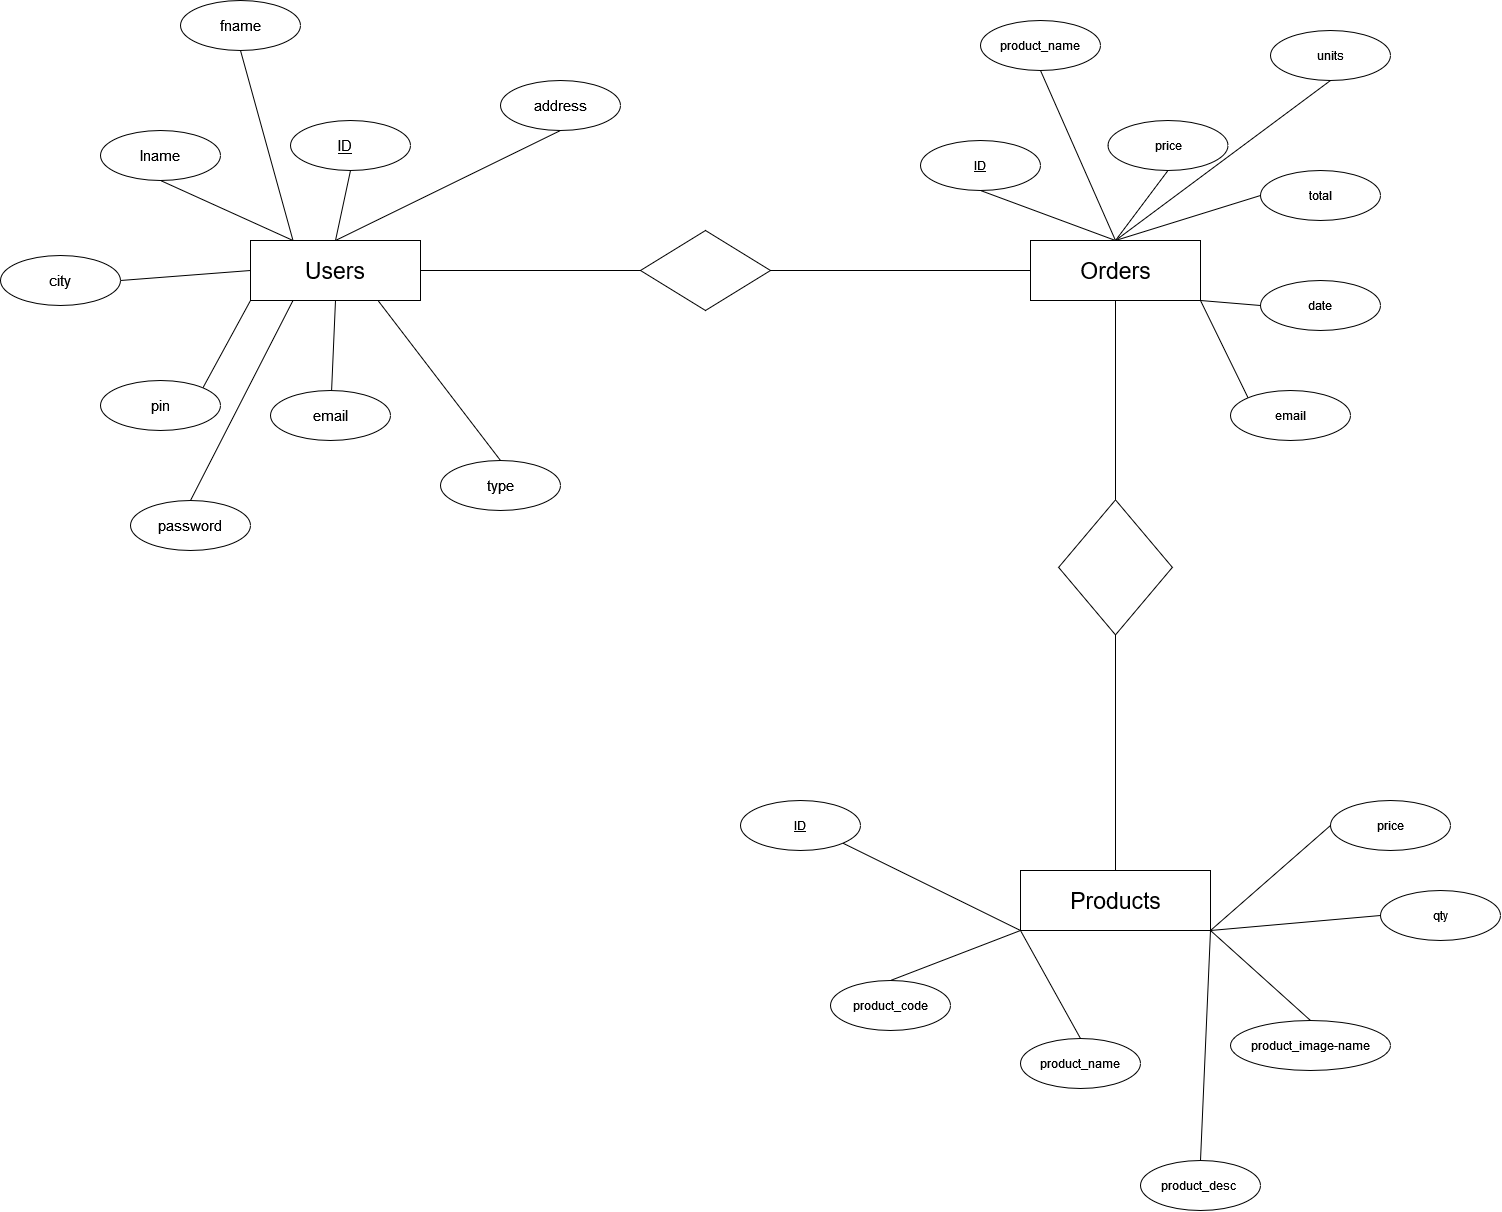 fname
product_name
units
address
lname
ID
price
ID
total
Users
Orders
city
date
pin
email
email
type
password
ID
price
Products
qty
product_code
product_name
product_image-name
product_desc